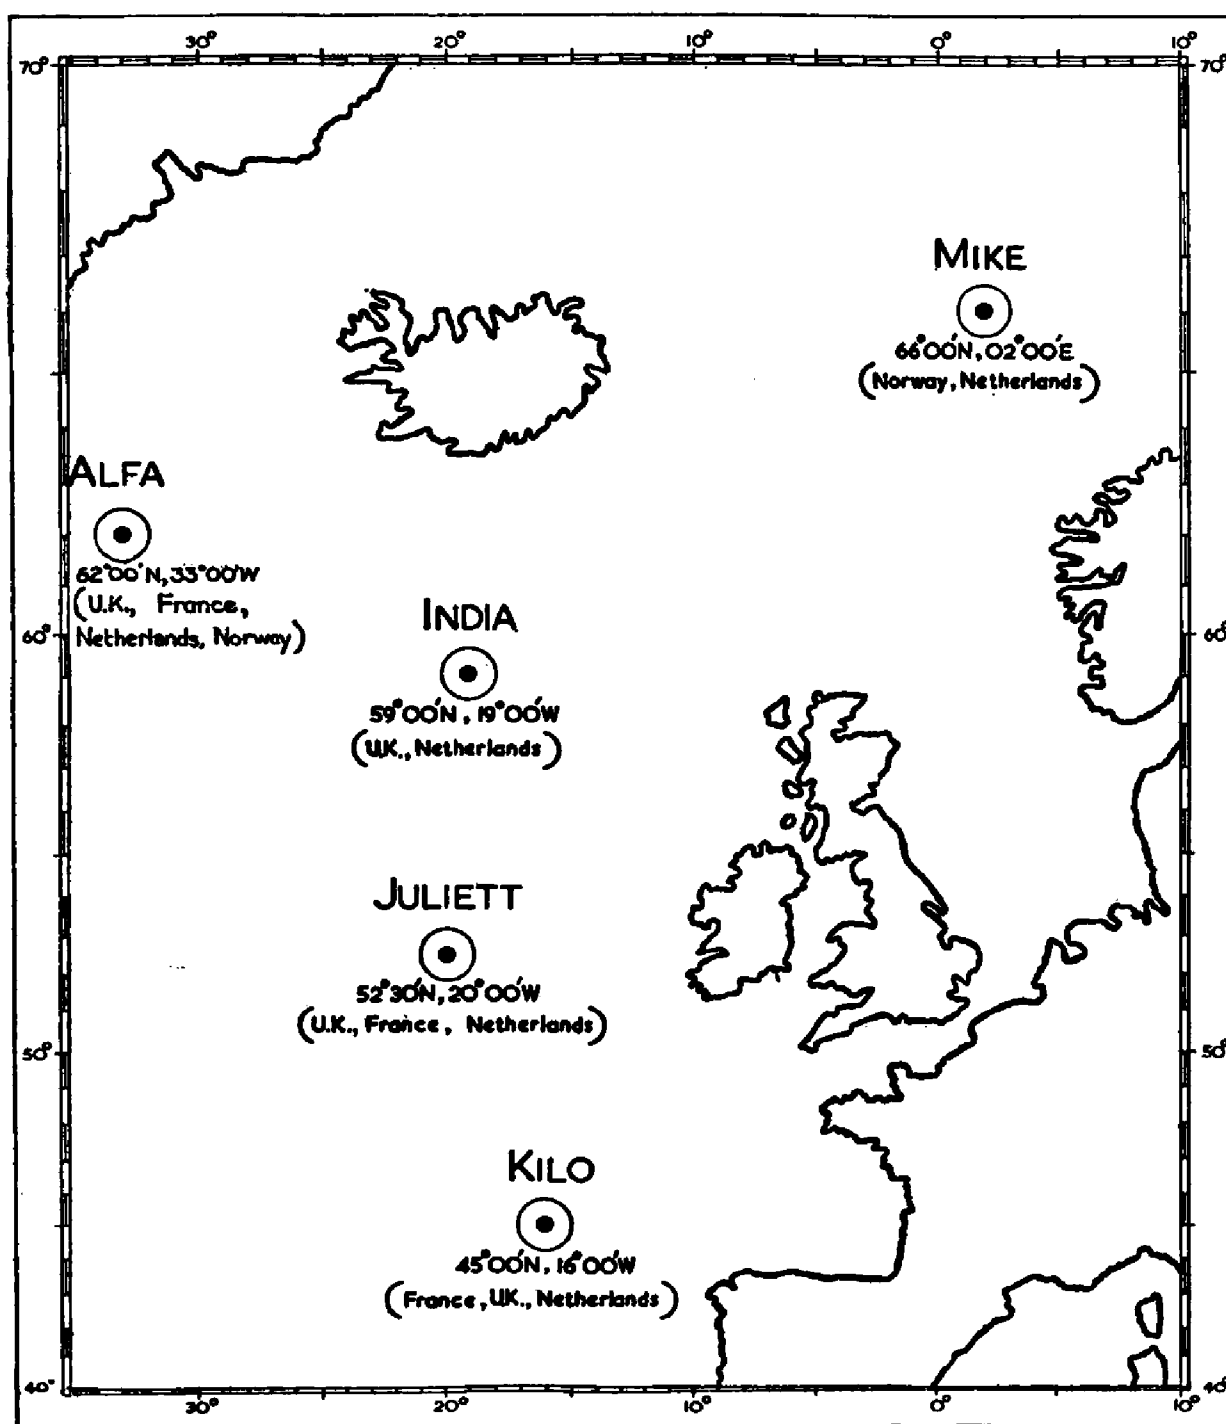 30° 20° 10° 0° 10°
70° 70°
MIKE
66°00'N, 02°00'E
(Norway, Netherlands)
ALFA
62°00'N, 33°00'W
(U.K., France,
Netherlands, Norway)
60° 60°
INDIA
59°00'N, 19°00'W
(U.K., Netherlands)
JULIETT
52°30'N, 20°00'W
(U.K., France, Netherlands)
50° 50°
KILO
45°00'N, 16°00'W
(France, U.K., Netherlands)
40° 40°
30° 20° 10° 0° 10°